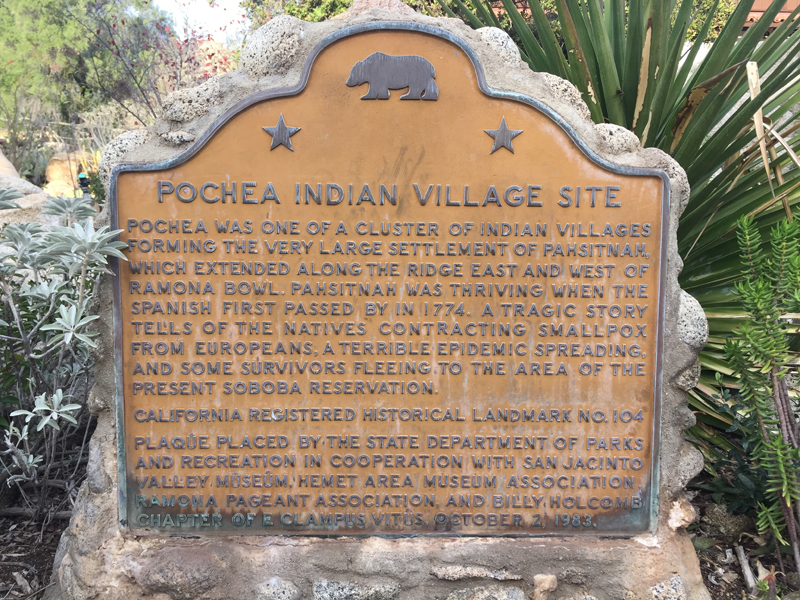 POCHEA INDIAN VILLAGE SITE
POCHEA WAS ONE OF A CLUSTER OF INDIAN VILLAGES
FORMING THE VERY LARGE SETTLEMENT OF PAHSITNAH,
WHICH EXTENDED ALONG THE RIDGE EAST AND WEST OF
RAMONA BOWL. PAHSITNAH WAS THRIVING WHEN THE
SPANISH FIRST PASSED BY IN 1774. A TRAGIC STORY
TELLS OF THE NATIVES CONTRACTING SMALLPOX
FROM EUROPEANS, A TERRIBLE EPIDEMIC SPREADING,
AND SOME SURVIVORS FLEEING TO THE AREA OF THE
PRESENT SOBOBA RESERVATION.
CALIFORNIA REGISTERED HISTORICAL LANDMARK NO. 104
PLAQUE PLACED BY THE STATE DEPARTMENT OF PARKS
AND RECREATION IN COOPERATION WITH SAN JACINTO
VALLEY MUSEUM, HEMET AREA MUSEUM ASSOCIATION,
RAMONA PAGEANT ASSOCIATION, AND BILLY HOLCOMB
CHAPTER OF E CLAMPUS VITUS, OCTOBER 2, 1983.